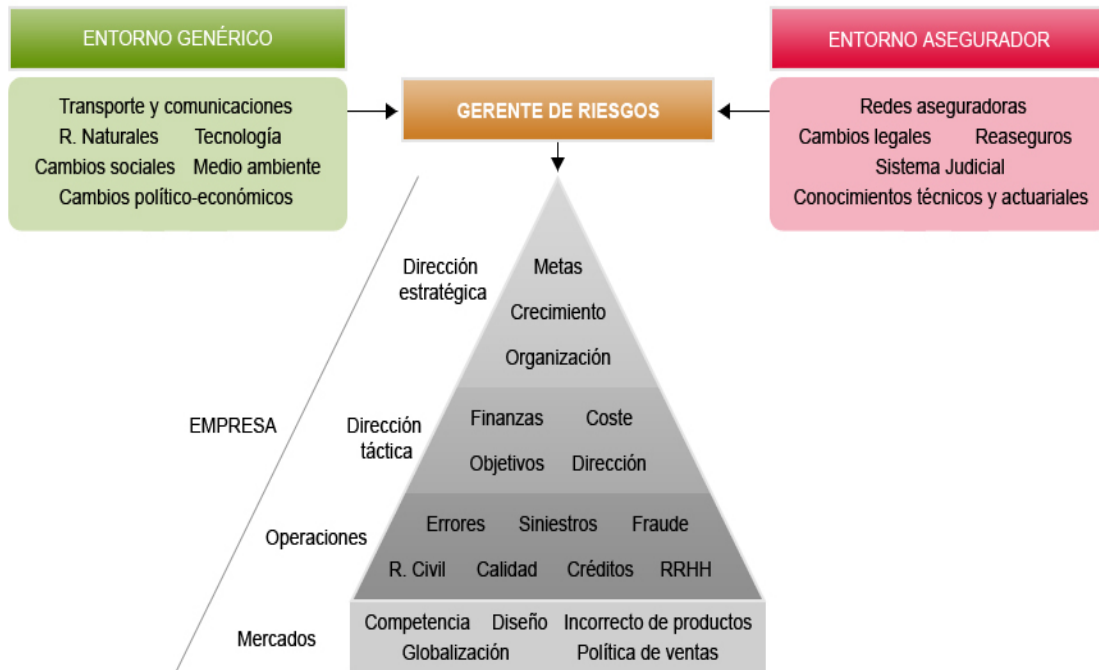 ENTORNO GENÉRICO
Transporte y comunicaciones
R. Naturales Tecnología
Cambios sociales Medio ambiente
Cambios político-económicos
GERENTE DE RIESGOS
ENTORNO ASEGURADOR
Redes aseguradoras
Cambios legales Reaseguros
Sistema Judicial
Conocimientos técnicos y actuariales
EMPRESA
Dirección
estratégica
Metas
Crecimiento
Organización
Dirección
táctica
Finanzas Coste
Objetivos Dirección
Operaciones
Errores Siniestros Fraude
R. Civil Calidad Créditos RRHH
Mercados
Competencia Diseño Incorrecto de productos
Globalización Política de ventas